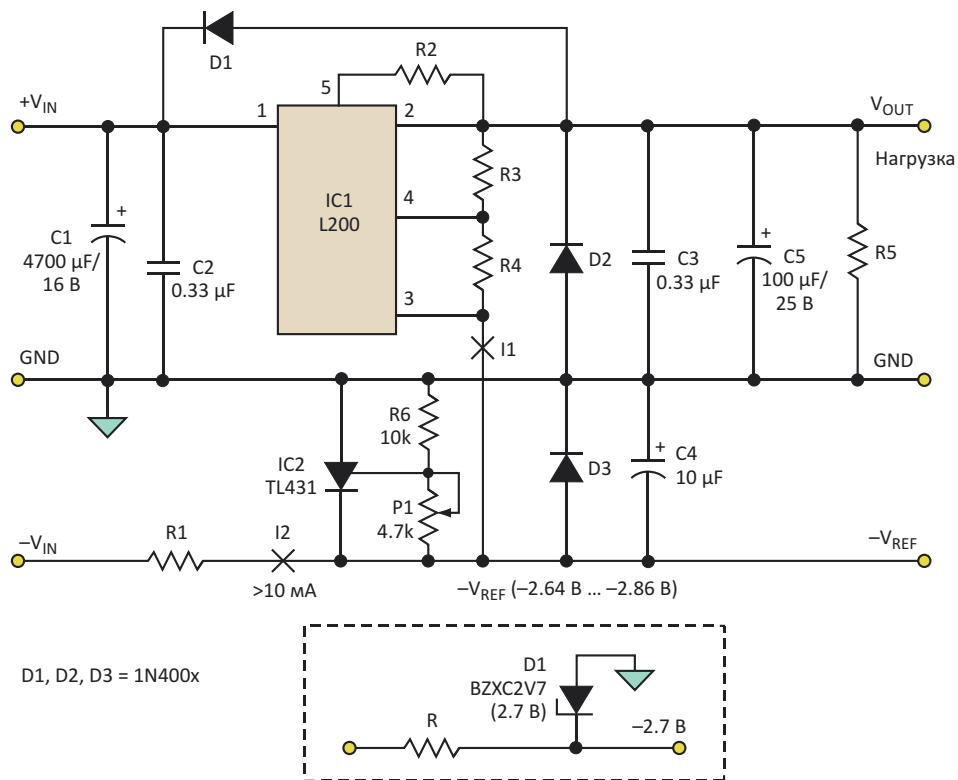 D1
R2
5
+V_IN
1
2
V_OUT
Нагрузка
R3
IC1
L200
4
C1
4700 µF/
16 В
+
C2
0.33 µF
R4
D2
C3
0.33 µF
+
C5
100 µF/
25 В
R5
3
I1
GND
GND
R6
10k
IC2
TL431
P1
4.7k
D3
+
C4
10 µF
–V_IN
R1
I2
>10 мА
–V_REF (–2.64 В ... –2.86 В)
–V_REF
D1, D2, D3 = 1N400x
D1
BZXC2V7
(2.7 В)
R
–2.7 В